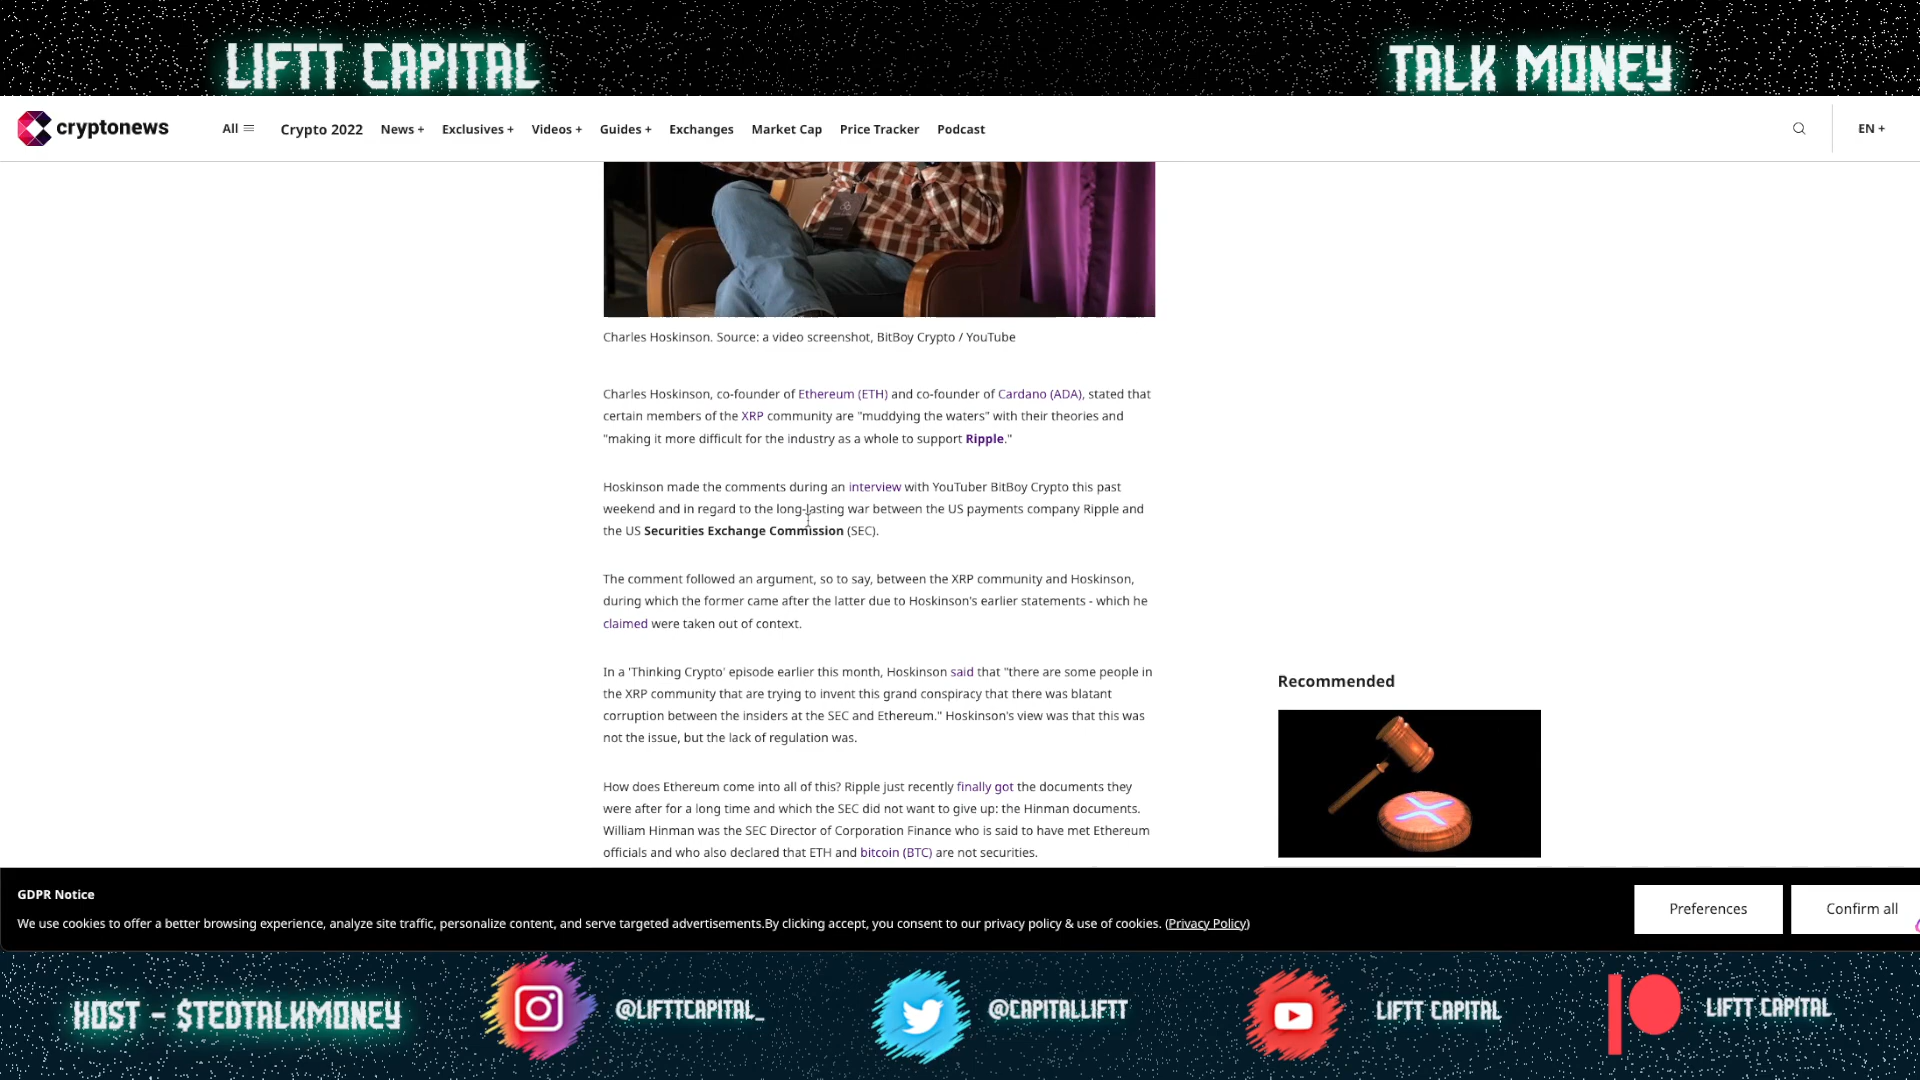 LIFTT CAPITAL
TALK MONEY
cryptonews
All
Crypto 2022
News +
Exclusives +
Videos +
Guides +
Exchanges
Market Cap
Price Tracker
Podcast
EN +
Charles Hoskinson. Source: a video screenshot, BitBoy Crypto / YouTube
Charles Hoskinson, co-founder of Ethereum (ETH) and co-founder of Cardano (ADA), stated that
certain members of the XRP community are "muddying the waters" with their theories and
"making it more difficult for the industry as a whole to support Ripple."
Hoskinson made the comments during an interview with YouTuber BitBoy Crypto this past
weekend and in regard to the long-lasting war between the US payments company Ripple and
the US Securities Exchange Commission (SEC).
The comment followed an argument, so to say, between the XRP community and Hoskinson,
during which the former came after the latter due to Hoskinson's earlier statements - which he
claimed were taken out of context.
In a 'Thinking Crypto' episode earlier this month, Hoskinson said that "there are some people in
the XRP community that are trying to invent this grand conspiracy that there was blatant
corruption between the insiders at the SEC and Ethereum." Hoskinson's view was that this was
not the issue, but the lack of regulation was.
How does Ethereum come into all of this? Ripple just recently finally got the documents they
were after for a long time and which the SEC did not want to give up: the Hinman documents.
William Hinman was the SEC Director of Corporation Finance who is said to have met Ethereum
officials and who also declared that ETH and bitcoin (BTC) are not securities.
Recommended
GDPR Notice
We use cookies to offer a better browsing experience, analyze site traffic, personalize content, and serve targeted advertisements.By clicking accept, you consent to our privacy policy & use of cookies. (Privacy Policy)
Preferences
Confirm all
HOST - $TEDTALKMONEY
@LIFTTCAPITAL_
@CAPITALLIFTT
LIFTT CAPITAL
LIFTT CAPITAL